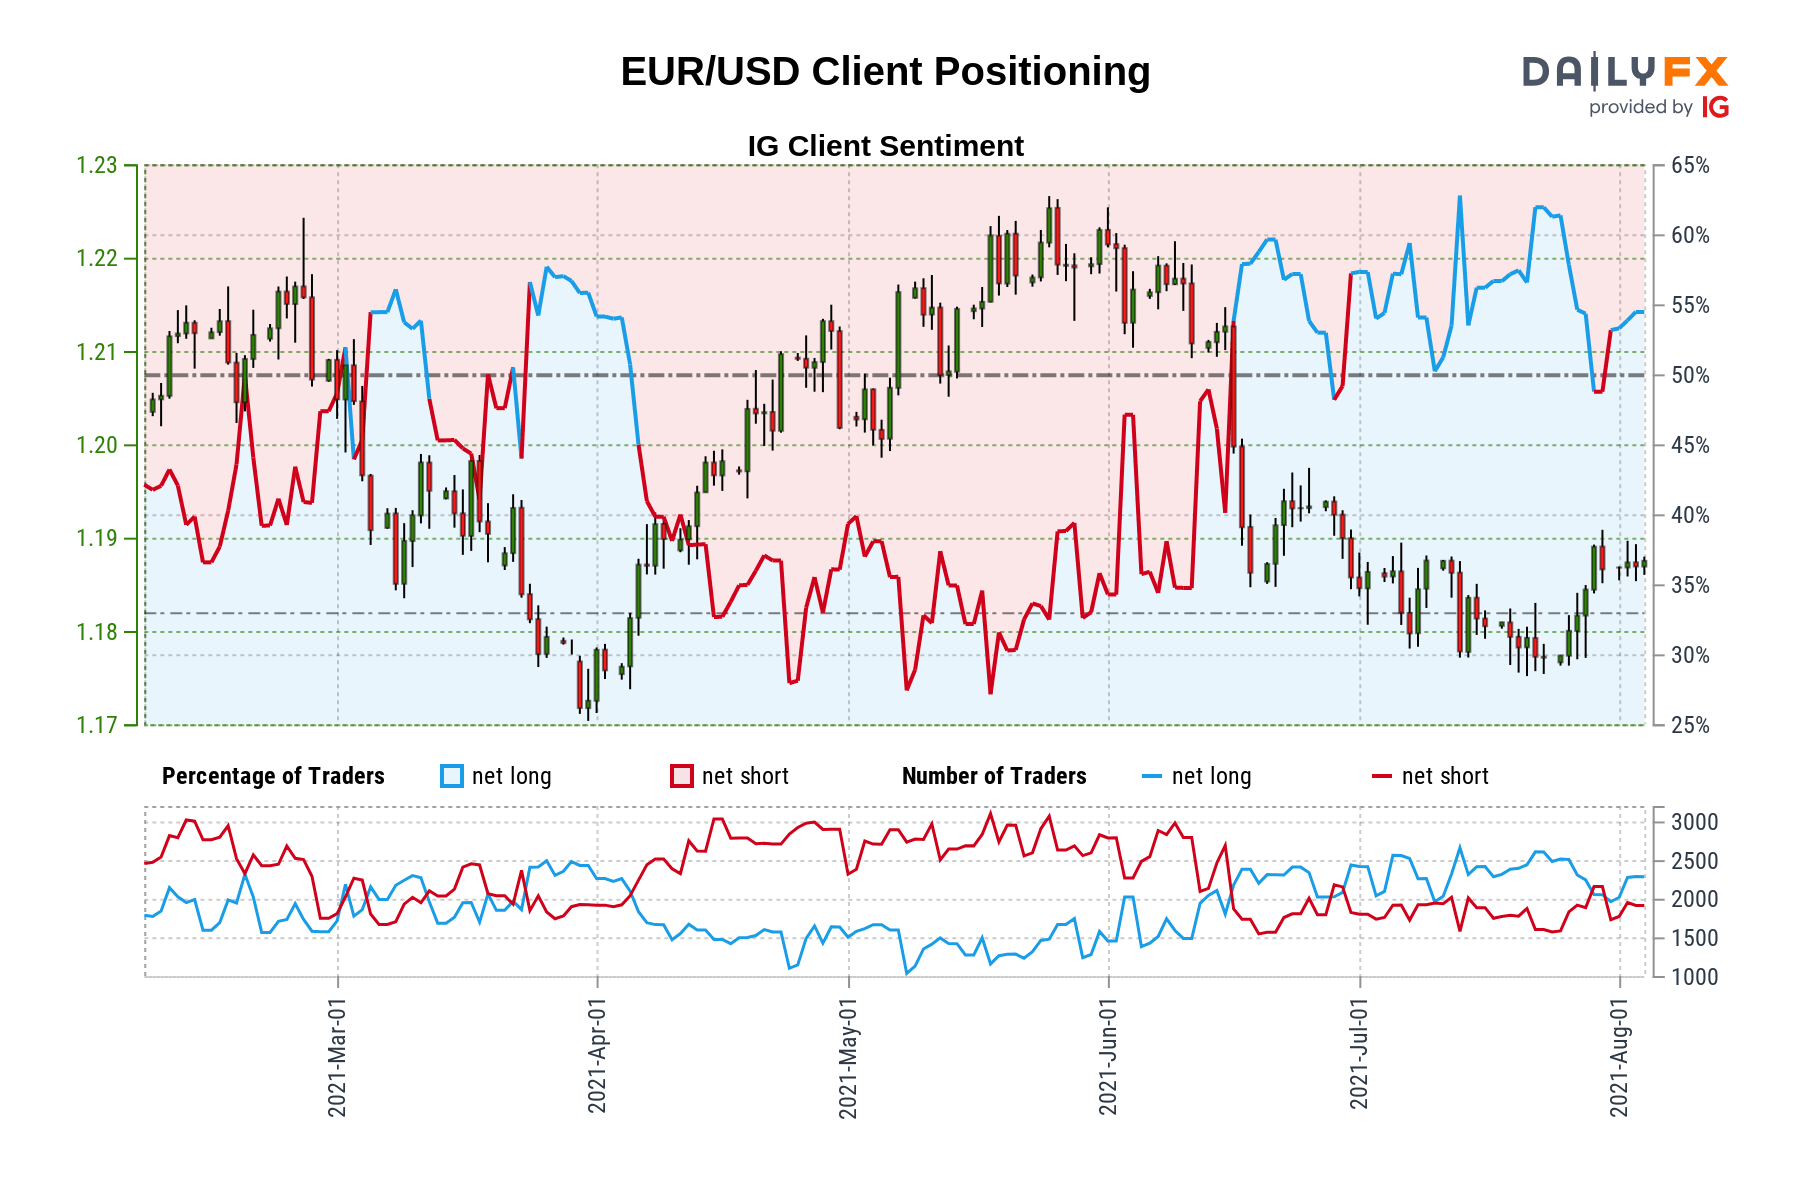 EUR/USD Client Positioning
DAILYFX
provided by IG
IG Client Sentiment
1.23
1.22
1.21
1.20
1.19
1.18
1.17
65%
60%
55%
50%
45%
40%
35%
30%
25%
Percentage of Traders net long net short Number of Traders net long net short
3000
2500
2000
1500
1000
2021-Mar-01
2021-Apr-01
2021-May-01
2021-Jun-01
2021-Jul-01
2021-Aug-01